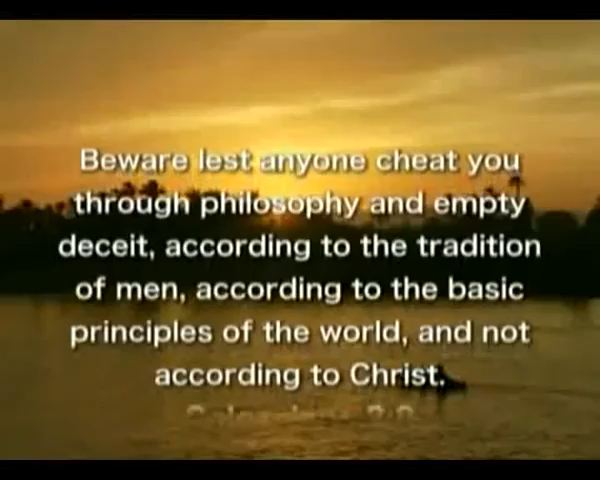 Beware lest anyone cheat you
through philosophy and empty
deceit, according to the tradition
of men, according to the basic
principles of the world, and not
according to Christ.